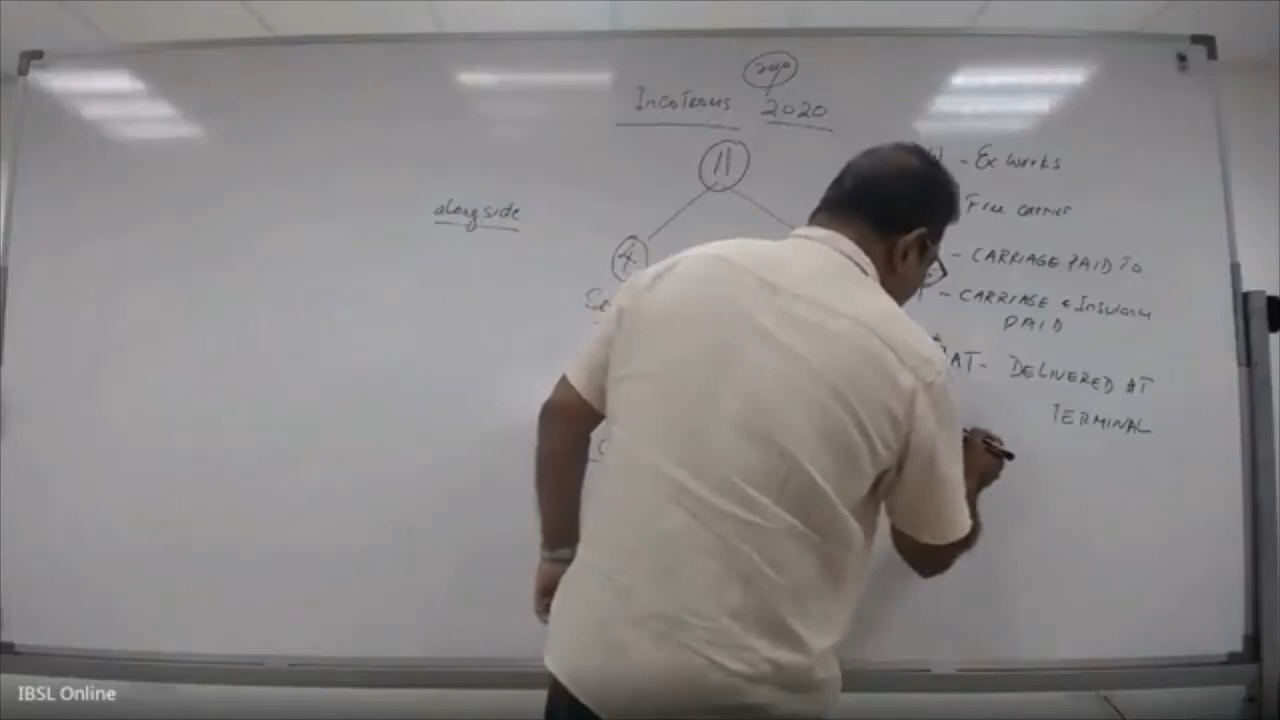 Incoterms 2020
11
- Ex works
alongside
Free carrier
4
- CARRIAGE PAID TO
Se
- CARRIAGE & Insurance
PAID
AT - DELIVERED AT
TERMINAL
IBSL Online